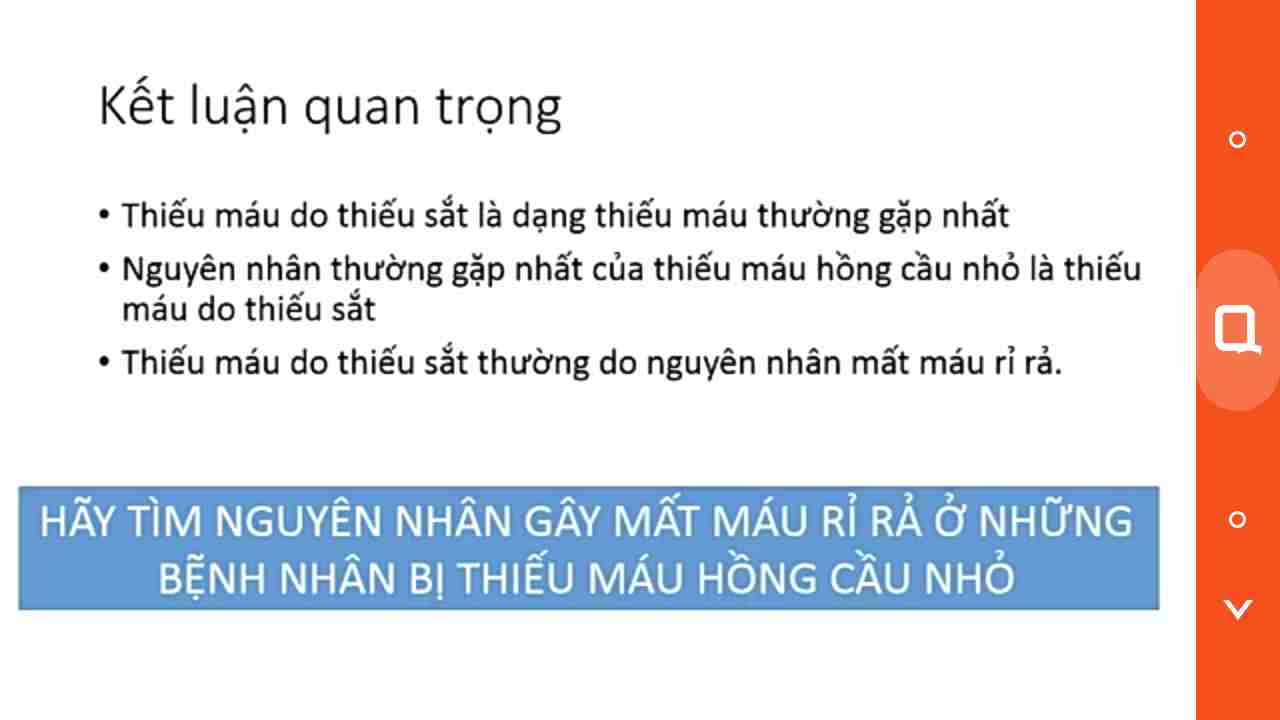 Kết luận quan trọng
• Thiếu máu do thiếu sắt là dạng thiếu máu thường gặp nhất
• Nguyên nhân thường gặp nhất của thiếu máu hồng cầu nhỏ là thiếu
máu do thiếu sắt
• Thiếu máu do thiếu sắt thường do nguyên nhân mất máu rỉ rả.
HÃY TÌM NGUYÊN NHÂN GÂY MẤT MÁU RỈ RẢ Ở NHỮNG
BỆNH NHÂN BỊ THIẾU MÁU HỒNG CẦU NHỎ